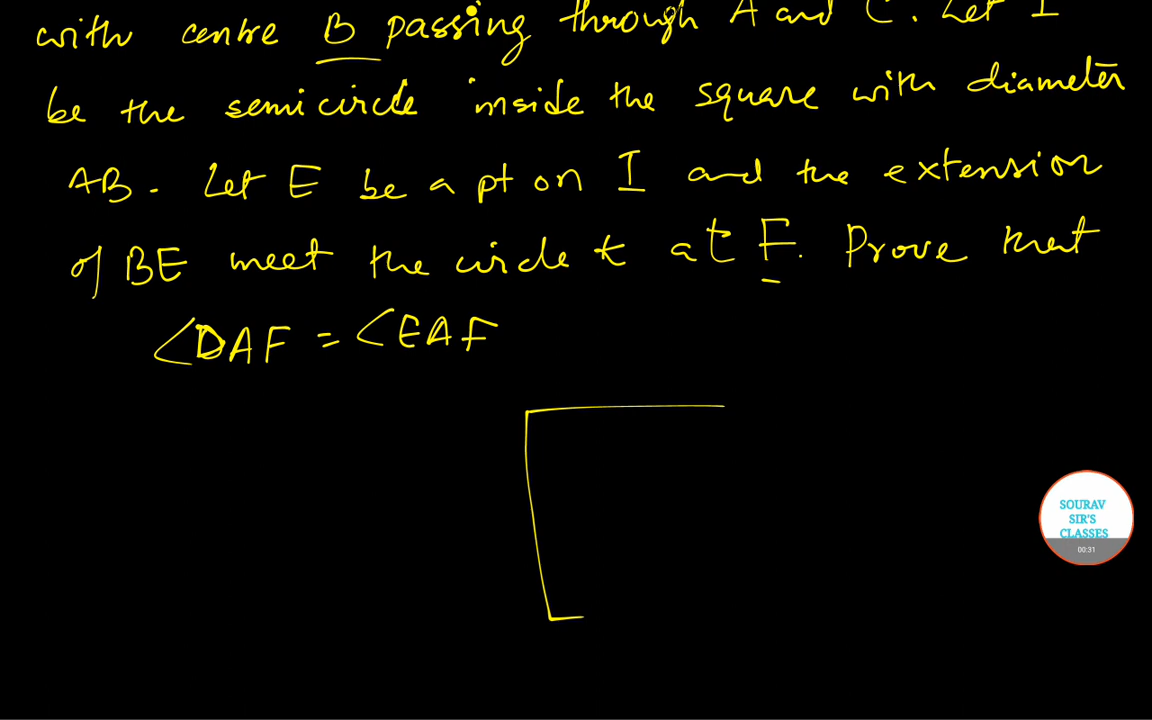 with centre B passing through A and C. Let I
be the semicircle inside the square with diameter
AB. Let E be a pt on I and the extension
of BE meet the circle k at F. Prove that
∠DAF = ∠EAF
SOURAV
SIR'S
CLASSES
00:31